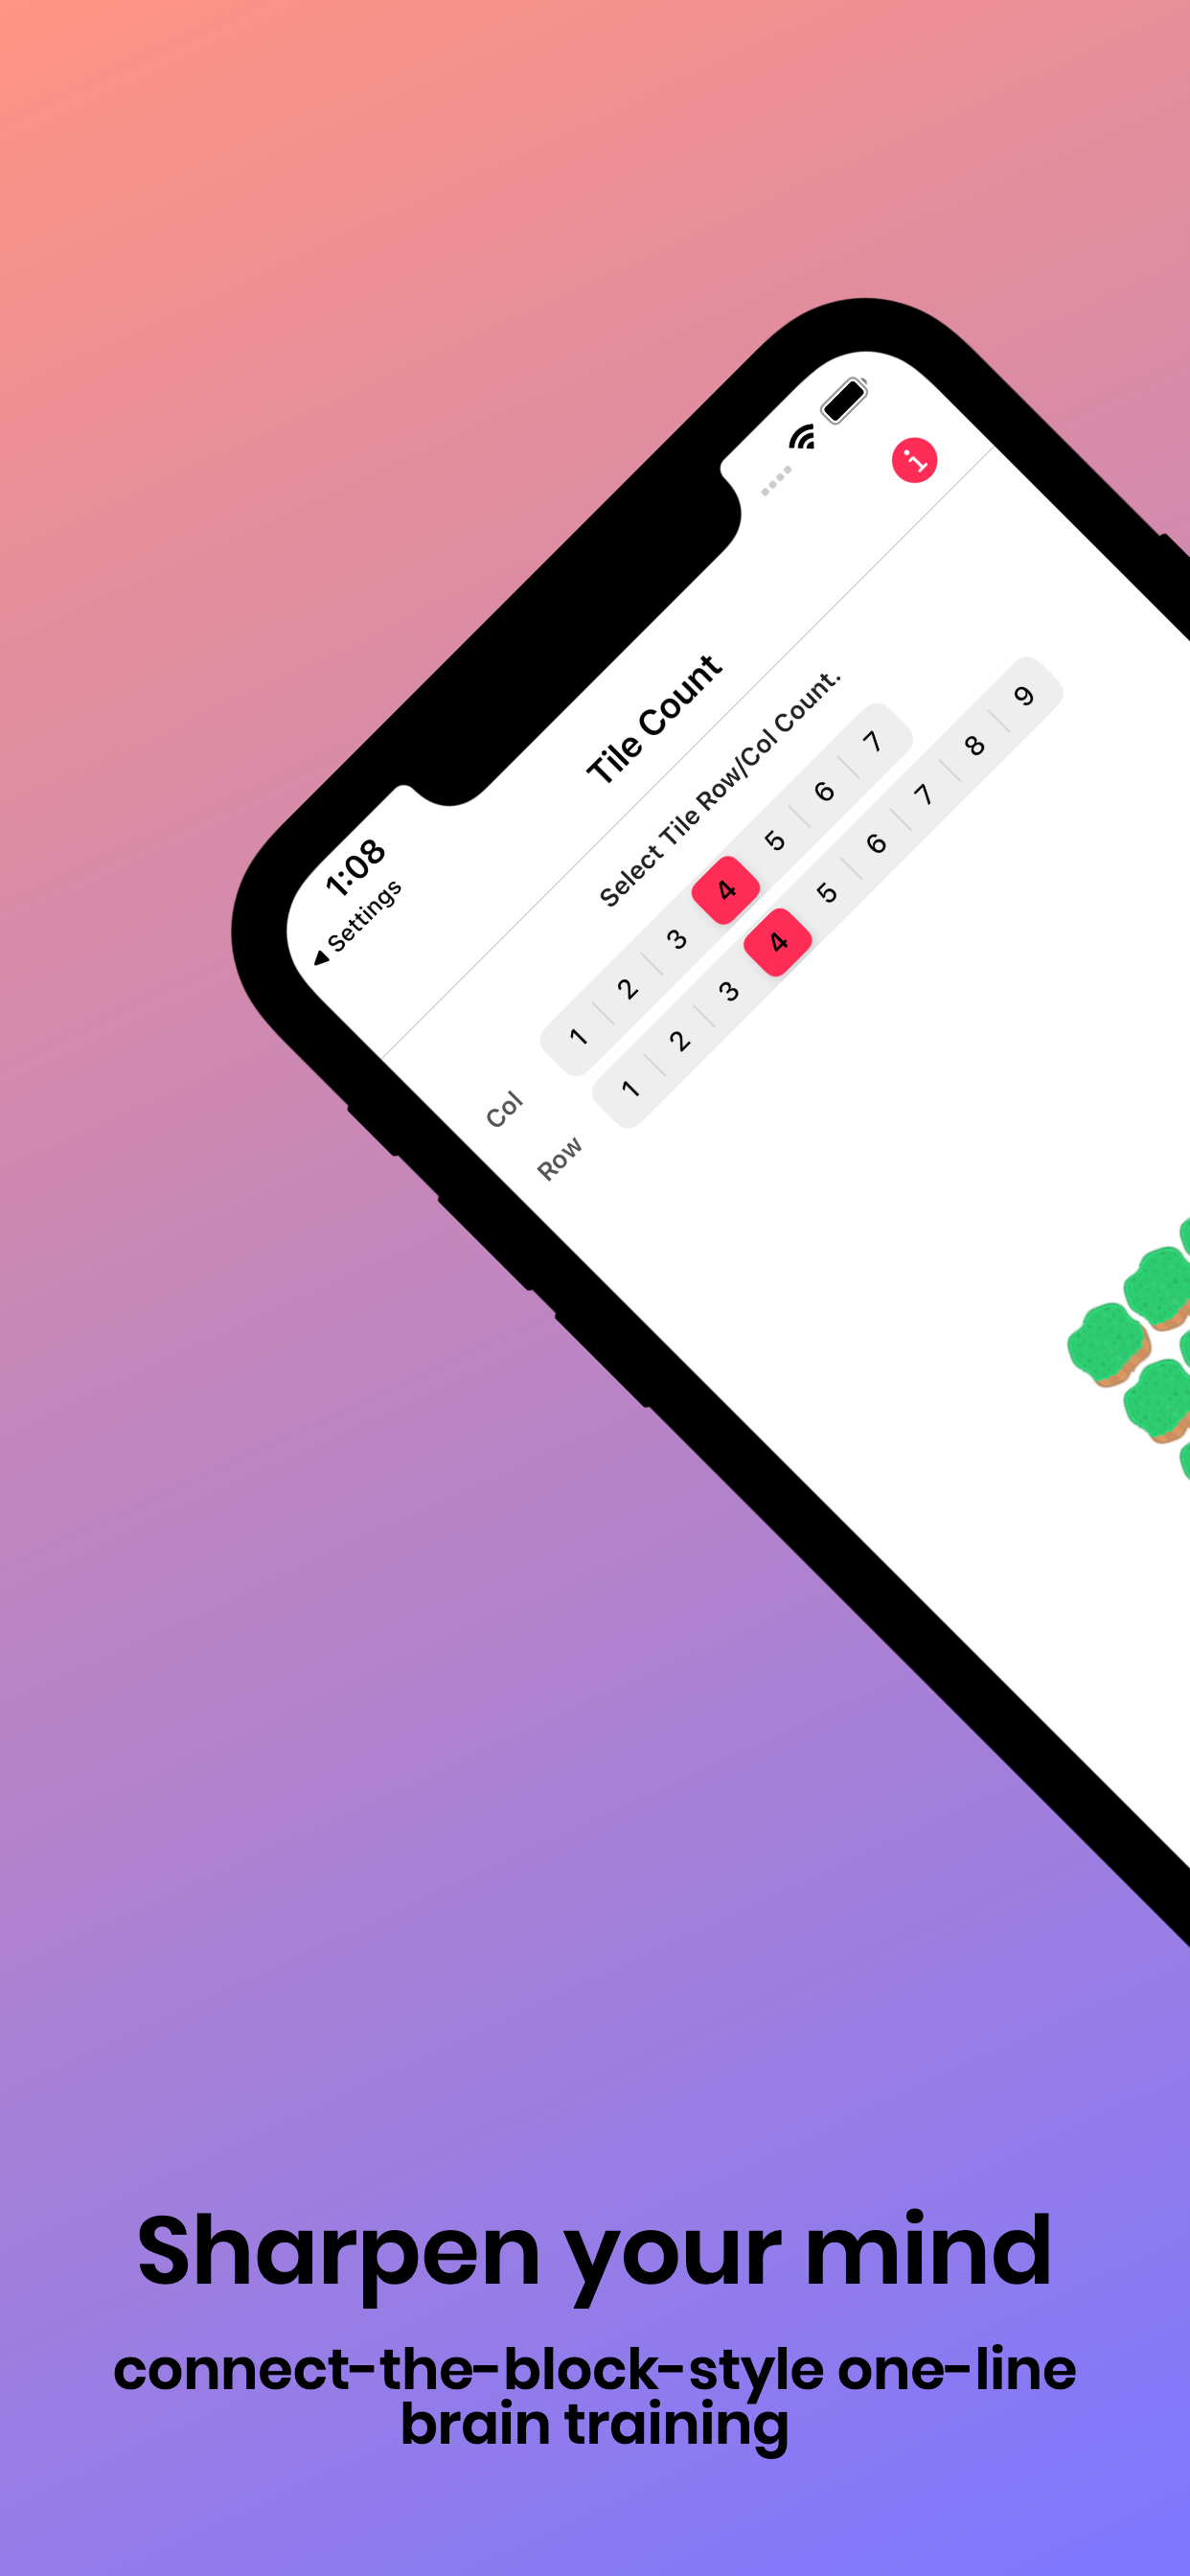 1:08
Settings
Tile Count
i
Select Tile Row/Col Count.
Col
1 2 3 4 5 6 7
Row
1 2 3 4 5 6 7 8 9
Sharpen your mind
connect-the-block-style one-line
brain training